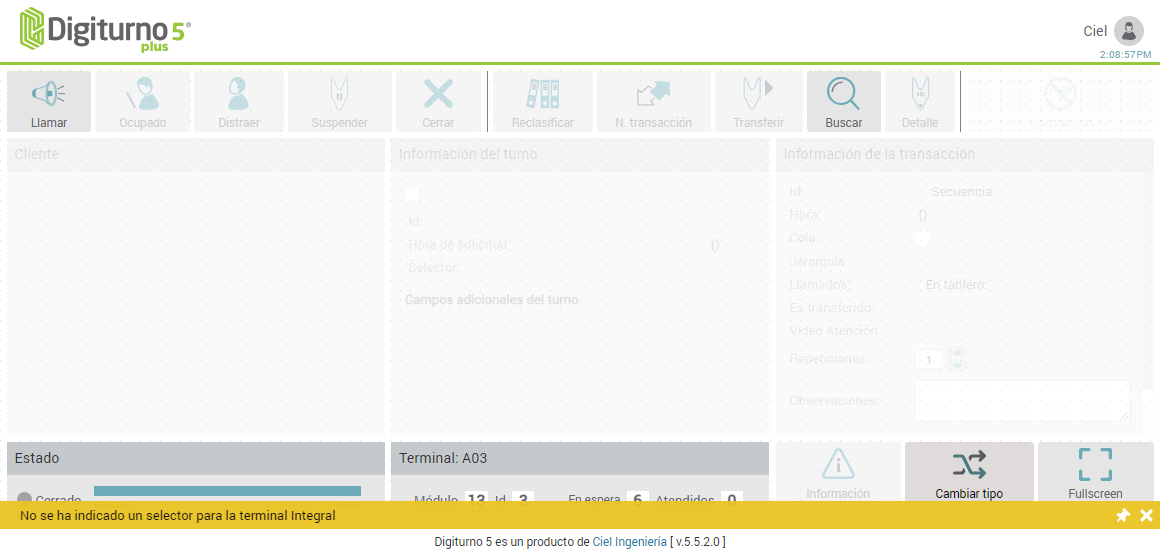 Digiturno 5®
plus
Ciel
2:08:57PM
Llamar
Ocupado
Distraer
Suspender
Cerrar
Reclasificar
N. transacción
Transferir
Buscar
Detalle
Cliente
Información del turno
Id:
Hora de solicitud:
0
Selector:
Campos adicionales del turno
Información de la transacción
Id:
Secuencia:
Hora:
0
Cola:
Jerarquía:
Llamados:
En tablero:
Es transferido:
Video Atención
Repeticiones:
1
Observaciones:
Estado
Cerrado
Terminal: A03
Módulo 13 Id 3
En espera 6 Atendidos 0
Información
Cambiar tipo
Fullscreen
No se ha indicado un selector para la terminal Integral
Digiturno 5 es un producto de Ciel Ingeniería [ v.5.5.2.0 ]